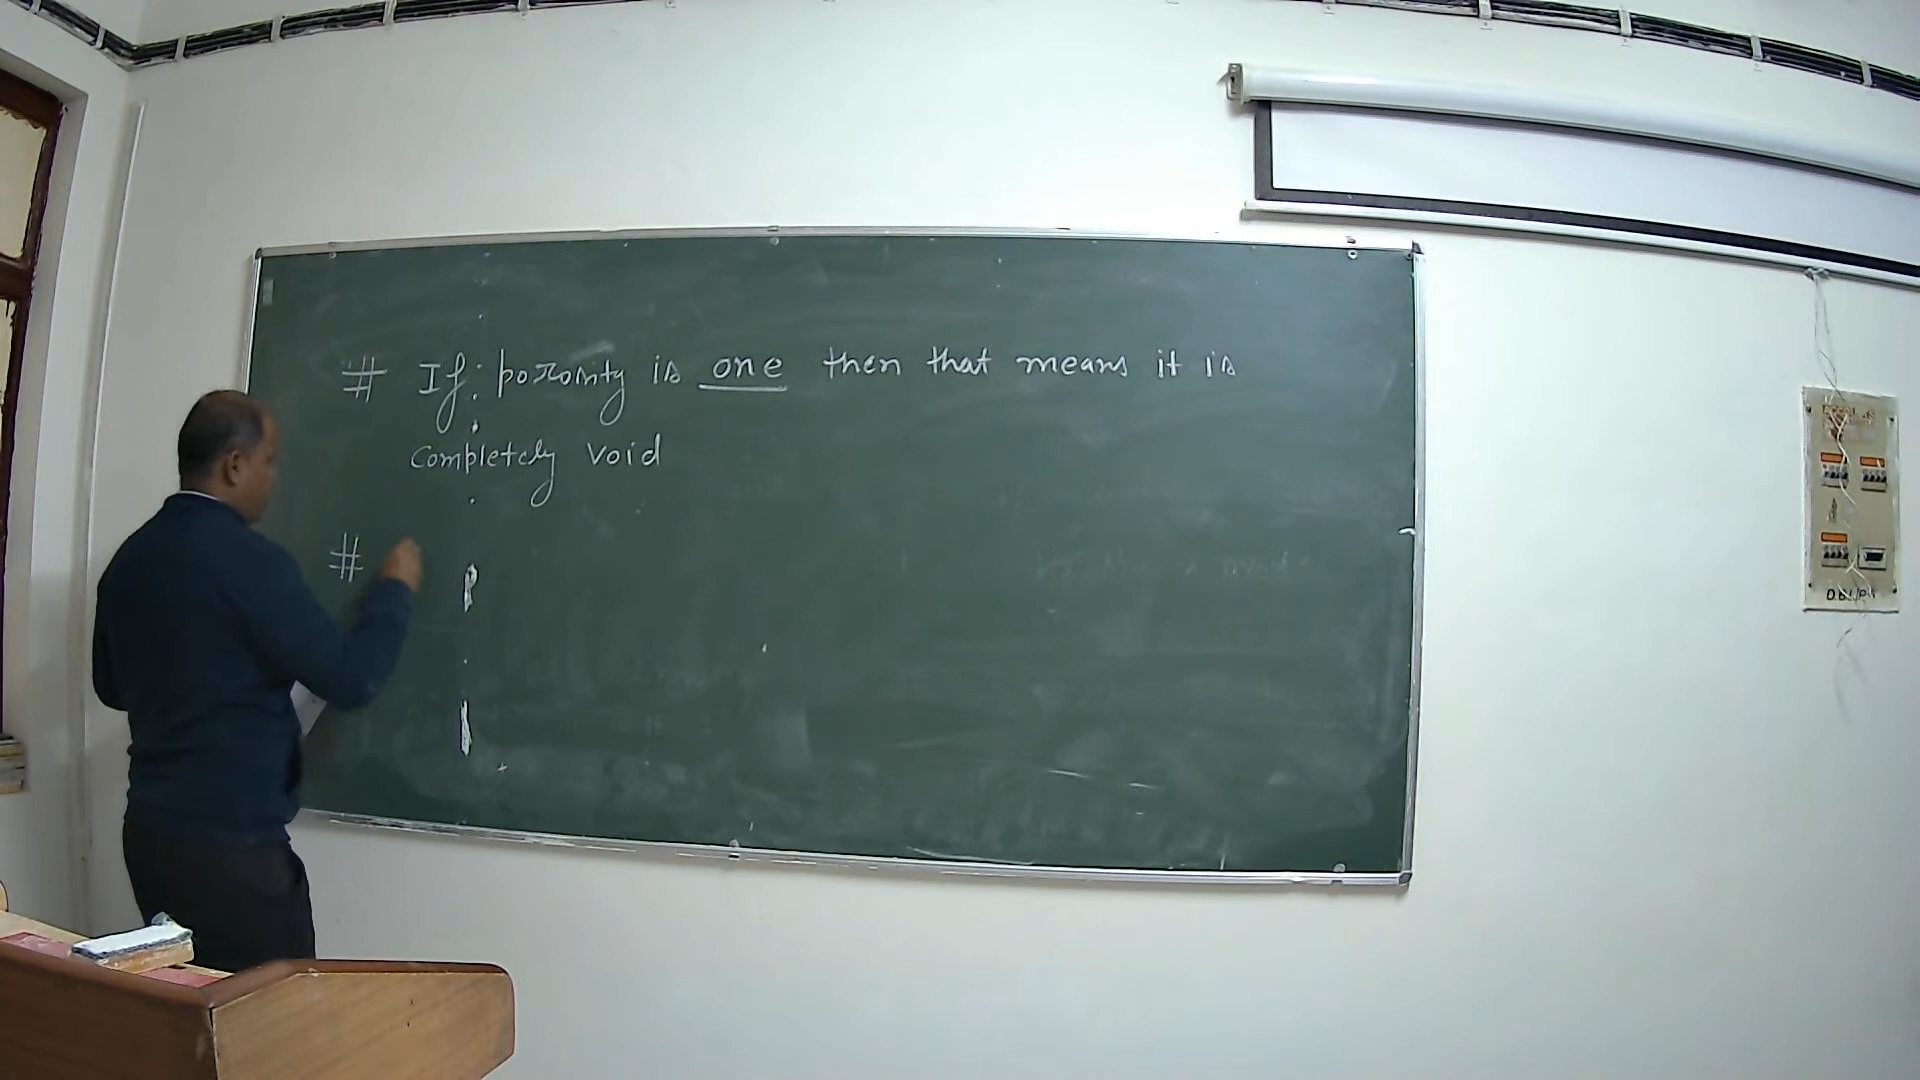 # If porosity is one then that means it is
Completely void
#